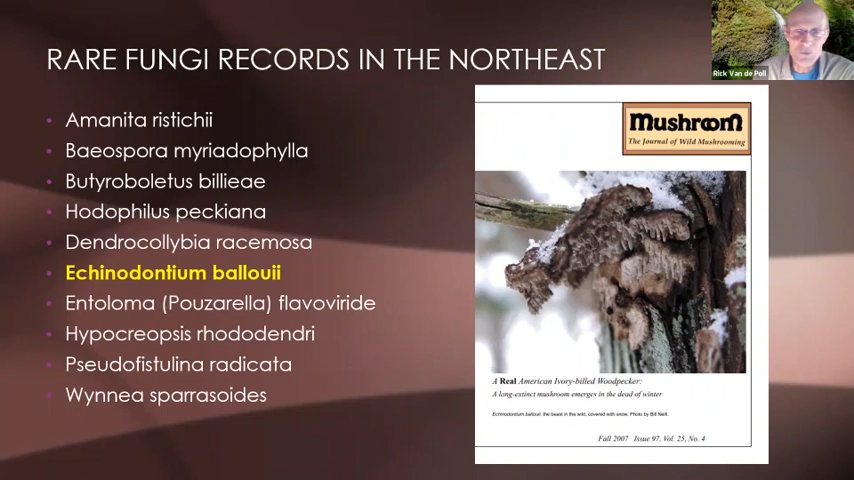 RARE FUNGI RECORDS IN THE NORTHEAST
Rick Van de Poll
• Amanita ristichii
• Baeospora myriadophylla
• Butyroboletus billieae
• Hodophilus peckiana
• Dendrocollybia racemosa
• Echinodontium ballouii
• Entoloma (Pouzarella) flavoviride
• Hypocreopsis rhododendri
• Pseudofistulina radicata
• Wynnea sparrasoides
Mushroom
The Journal of Wild Mushrooming
A Real American Ivory-billed Woodpecker:
A long-extinct mushroom emerges in the dead of winter
Echinodontium ballouii: the beast in the wild, covered with snow. Photo by Bill Neill.
Fall 2007 Issue 97, Vol. 25, No. 4